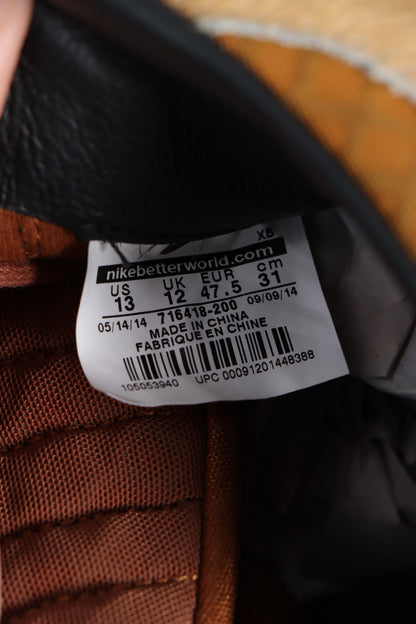 XB
nikebetterworld.com
US UK EUR cm
13 12 47.5 31
05/14/14 716418-200 09/09/14
MADE IN CHINA
FABRIQUE EN CHINE
105053940 UPC 00091201448388